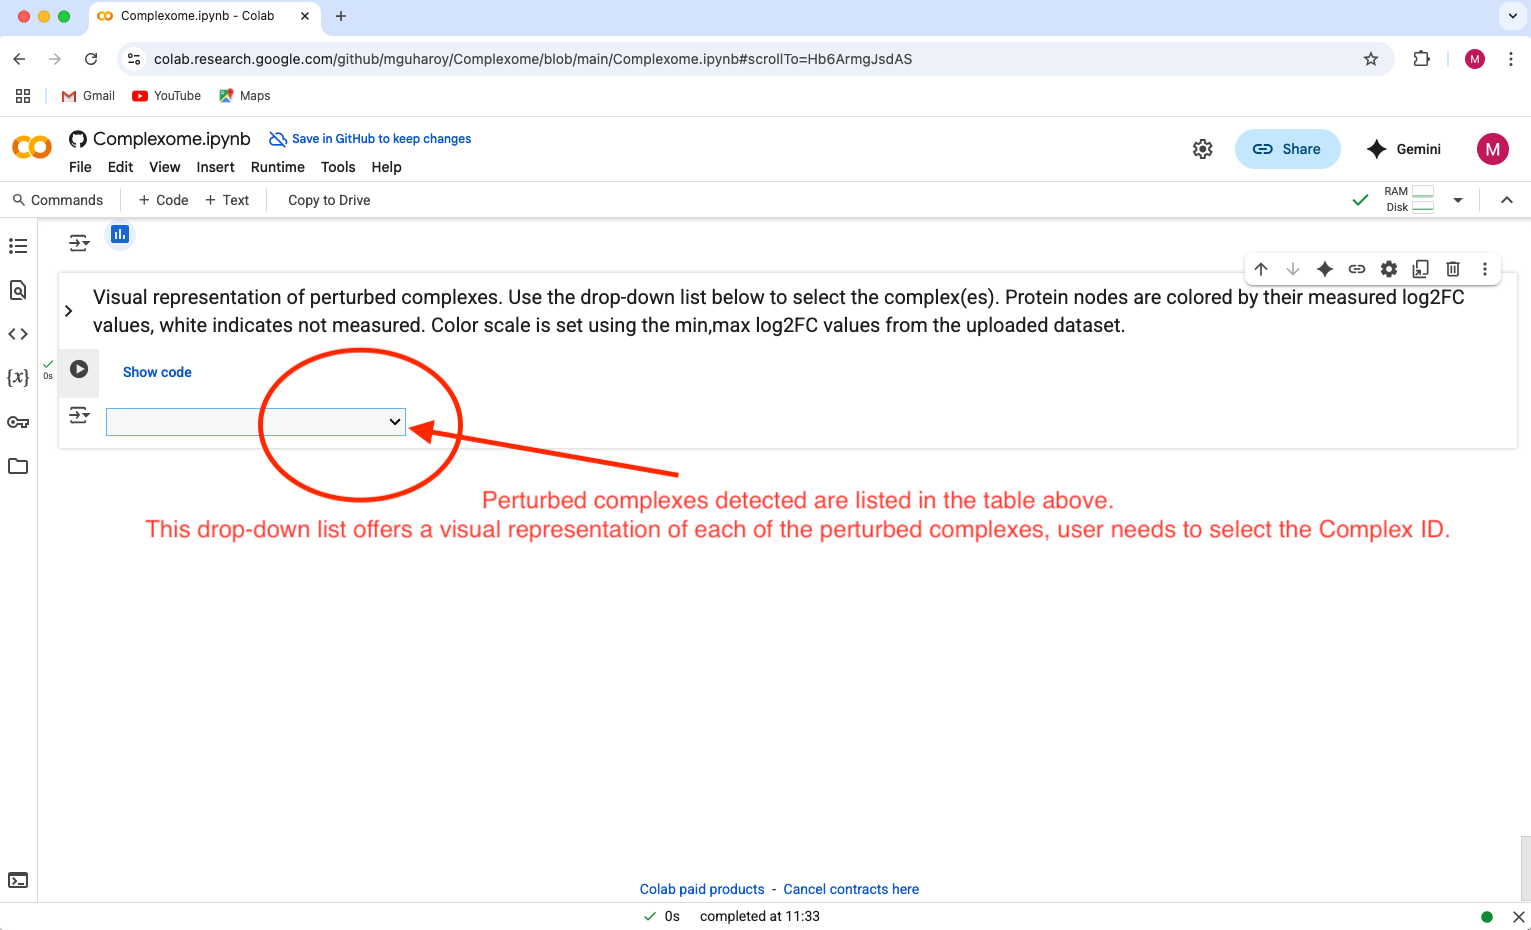 Complexome.ipynb - Colab
colab.research.google.com/github/mguharoy/Complexome/blob/main/Complexome.ipynb#scrollTo=Hb6ArmgJsdAS
M
Gmail
YouTube
Maps
Complexome.ipynb
Save in GitHub to keep changes
File Edit View Insert Runtime Tools Help
Share
Gemini
M
Commands
+ Code
+ Text
Copy to Drive
RAM
Disk
Visual representation of perturbed complexes. Use the drop-down list below to select the complex(es). Protein nodes are colored by their measured log2FC
values, white indicates not measured. Color scale is set using the min,max log2FC values from the uploaded dataset.
0s
Show code
{x}
Perturbed complexes detected are listed in the table above.
This drop-down list offers a visual representation of each of the perturbed complexes, user needs to select the Complex ID.
Colab paid products - Cancel contracts here
0s completed at 11:33